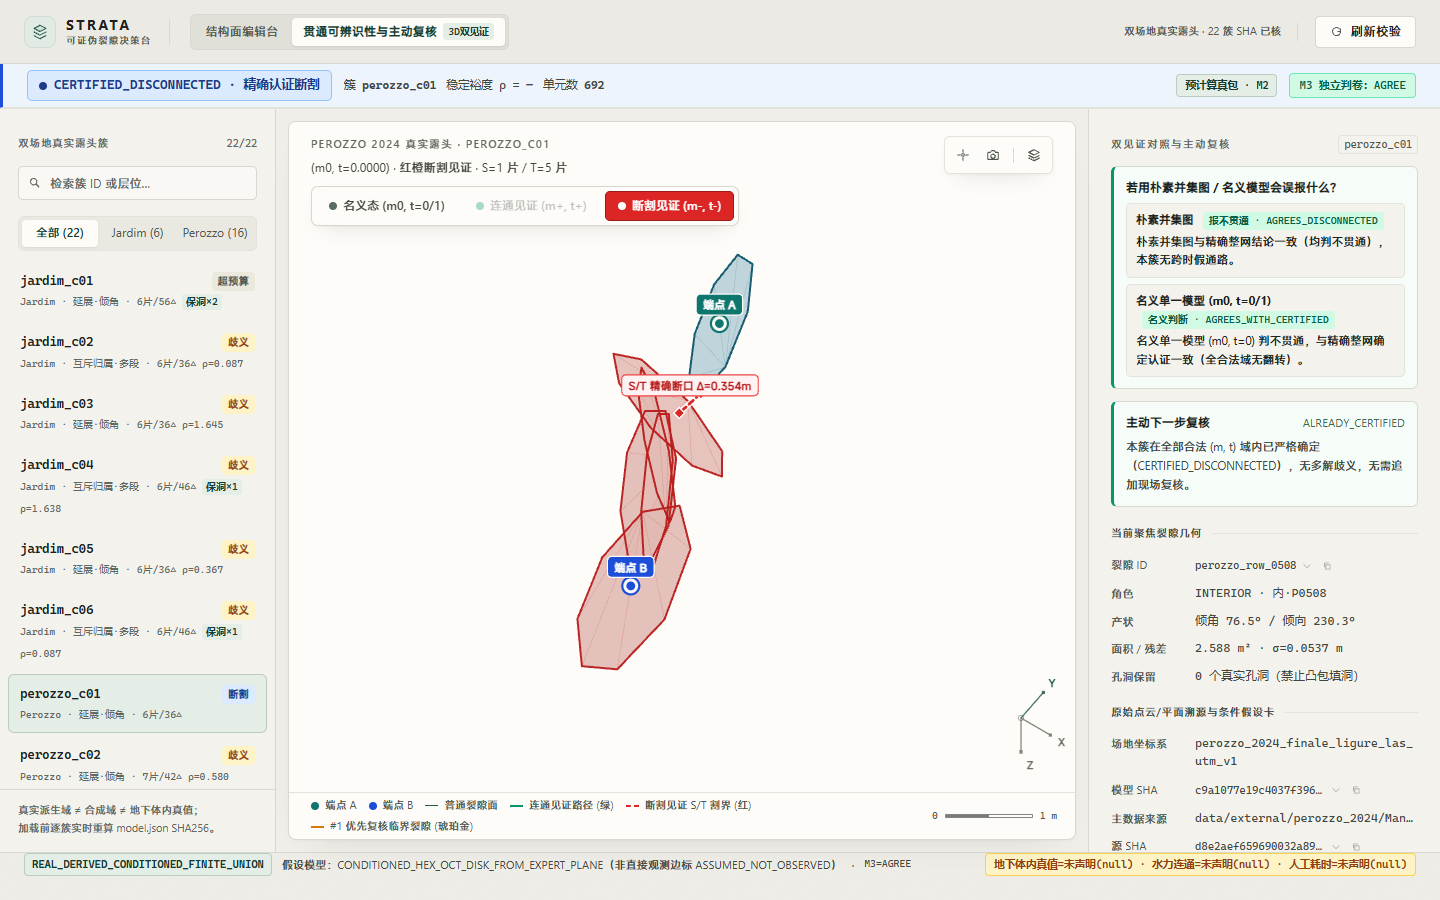 STRATA
可证伪裂隙决策台
结构面编辑台
贯通可辨识性与主动复核 3D双见证
双场地真实露头 · 22 簇 SHA 已核
刷新校验
CERTIFIED_DISCONNECTED · 精确认证断割
簇 perozzo_c01 稳定裕度 ρ = − 单元数 692
预计算真包 · M2
M3 独立判卷: AGREE
双场地真实露头簇 22/22
检索簇 ID 或层位...
全部 (22) Jardim (6) Perozzo (16)
jardim_c01 超预算
Jardim · 延展·倾角 · 6片/56△ 保洞×2
jardim_c02 歧义
Jardim · 互斥归属·多段 · 6片/36△ ρ=0.087
jardim_c03 歧义
Jardim · 延展·倾角 · 6片/36△ ρ=1.645
jardim_c04 歧义
Jardim · 互斥归属·多段 · 6片/46△ 保洞×1
ρ=1.638
jardim_c05 歧义
Jardim · 延展·倾角 · 6片/36△ ρ=0.367
jardim_c06 歧义
Jardim · 互斥归属·多段 · 6片/46△ 保洞×1
ρ=0.087
perozzo_c01 断割
Perozzo · 延展·倾角 · 6片/36△
perozzo_c02 歧义
Perozzo · 延展·倾角 · 7片/42△ ρ=0.580
真实派生域 ≠ 合成域 ≠ 地下体内真值;
加载前逐簇实时重算 model.json SHA256。
PEROZZO 2024 真实露头 · PEROZZO_C01
(m0, t=0.0000) · 红橙断割见证 · S=1 片 / T=5 片
名义态 (m0, t=0/1) 连通见证 (m+, t+) 断割见证 (m-, t-)
端点 A
S/T 精确断口 Δ=0.354m
端点 B
Y
X
Z
端点 A 端点 B 普通裂隙面 连通见证路径 (绿) 断割见证 S/T 割界 (红)
#1 优先复核临界裂隙 (琥珀金)
0 1 m
双见证对照与主动复核 perozzo_c01
若用朴素并集图 / 名义模型会误报什么?
朴素并集图 报不贯通 · AGREES_DISCONNECTED
朴素并集图与精确整网结论一致（均判不贯通），
本簇无跨时假通路。
名义单一模型 (m0, t=0/1)
名义判断 · AGREES_WITH_CERTIFIED
名义单一模型 (m0, t=0) 判不贯通，与精确整网确
定认证一致（全合法域无翻转）。
主动下一步复核 ALREADY_CERTIFIED
本簇在全部合法 (m, t) 域内已严格确定
（CERTIFIED_DISCONNECTED），无多解歧义，无需追
加现场复核。
当前聚焦裂隙几何
裂隙 ID perozzo_row_0508
角色 INTERIOR · 内·P0508
产状 倾角 76.5° / 倾向 230.3°
面积 / 残差 2.588 m² · σ=0.0537 m
孔洞保留 0 个真实孔洞 (禁止凸包填洞)
原始点云/平面溯源与条件假设卡
场地坐标系 perozzo_2024_finale_ligure_las_
utm_v1
模型 SHA c9a1077e19c4037f396…
主数据来源 data/external/perozzo_2024/Man…
源 SHA d8e2aef659690032a89…
REAL_DERIVED_CONDITIONED_FINITE_UNION
假设模型: CONDITIONED_HEX_OCT_DISK_FROM_EXPERT_PLANE (非直接观测边标 ASSUMED_NOT_OBSERVED) · M3=AGREE
地下体内真值=未声明(null) · 水力连通=未声明(null) · 人工耗时=未声明(null)